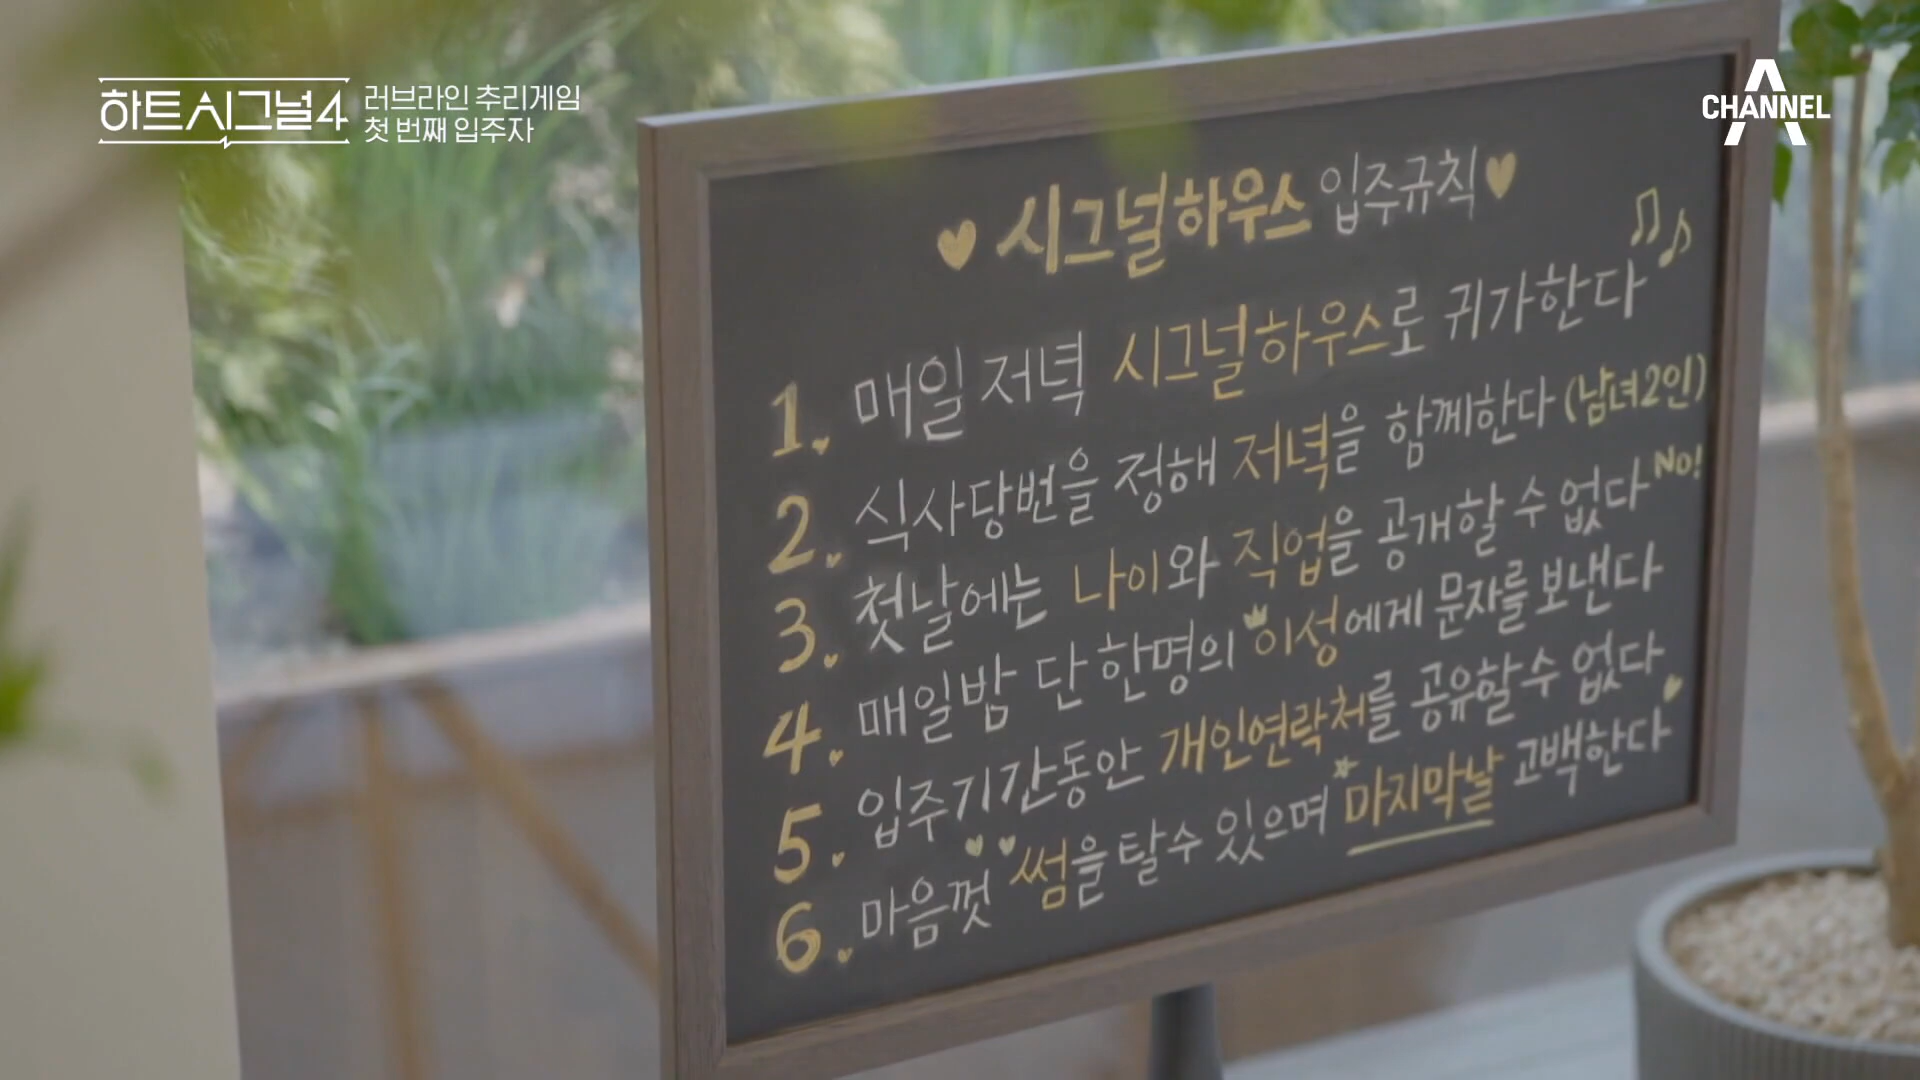 하트시그널4
러브라인 추리게임
첫 번째 입주자
CHANNEL A
시그널하우스 입주규칙
1. 매일 저녁 시그널하우스로 귀가한다
2. 식사당번을 정해 저녁을 함께한다 (남녀2인)
3. 첫날에는 나이와 직업을 공개할 수 없다 No!
4. 매일밤 단 한명의 이성에게 문자를 보낸다
5. 입주기간동안 개인연락처를 공유할 수 없다
6. 마음껏 썸을 탈 수 있으며 마지막날 고백한다